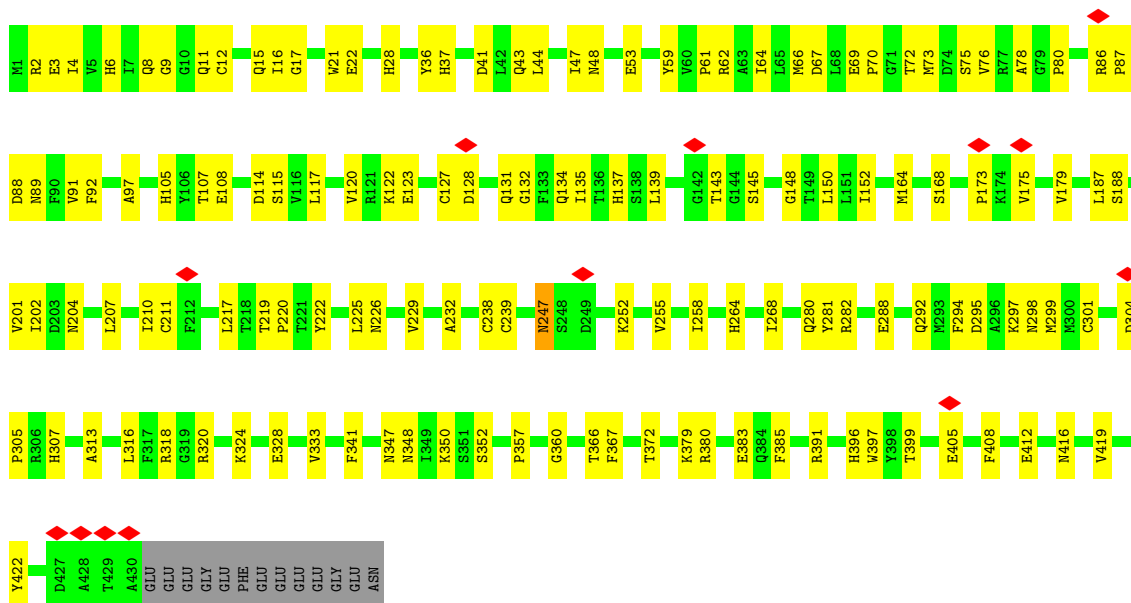 M1 R2 E3 I4 V5 H6 I7 Q8 G9 G10 Q11 C12 Q15 I16 G17 W21 E22 H28 Y36 H37 D41 L42 Q43 L44 I47 N48 E53 Y59 V60 P61 R62 A63 I64 L65 M66 D67 L68 E69 P70 G71 T72 M73 D74 S75 V76 R77 A78 G79 P80 R86 P87
D88 N89 F90 V91 F92 A97 H105 Y106 T107 E108 D114 S115 V116 L117 V120 R121 K122 E123 C127 D128 Q131 G132 F133 Q134 I135 T136 H137 S138 L139 G142 T143 G144 S145 G148 T149 L150 L151 I152 M164 S168 P173 K174 V175 V179 L187 S188
V201 I202 D203 N204 L207 I210 C211 F212 L217 T218 T219 P220 T221 Y222 L225 N226 V229 A232 C238 C239 N247 S248 D249 K252 V255 I258 H264 I268 Q280 Y281 R282 E288 Q292 M293 F294 D295 A296 K297 N298 M299 M300 C301 D304
P305 R306 H307 A313 L316 F317 R318 G319 R320 K324 E328 V333 F341 N347 N348 I349 K350 S351 S352 P357 G360 T366 F367 T372 K379 R380 E383 Q384 F385 R391 H396 W397 Y398 T399 E405 F408 E412 N416 V419
Y422 D427 A428 T429 A430 GLU GLU GLU GLY GLU PHE GLU GLU GLU GLU GLY GLU ASN